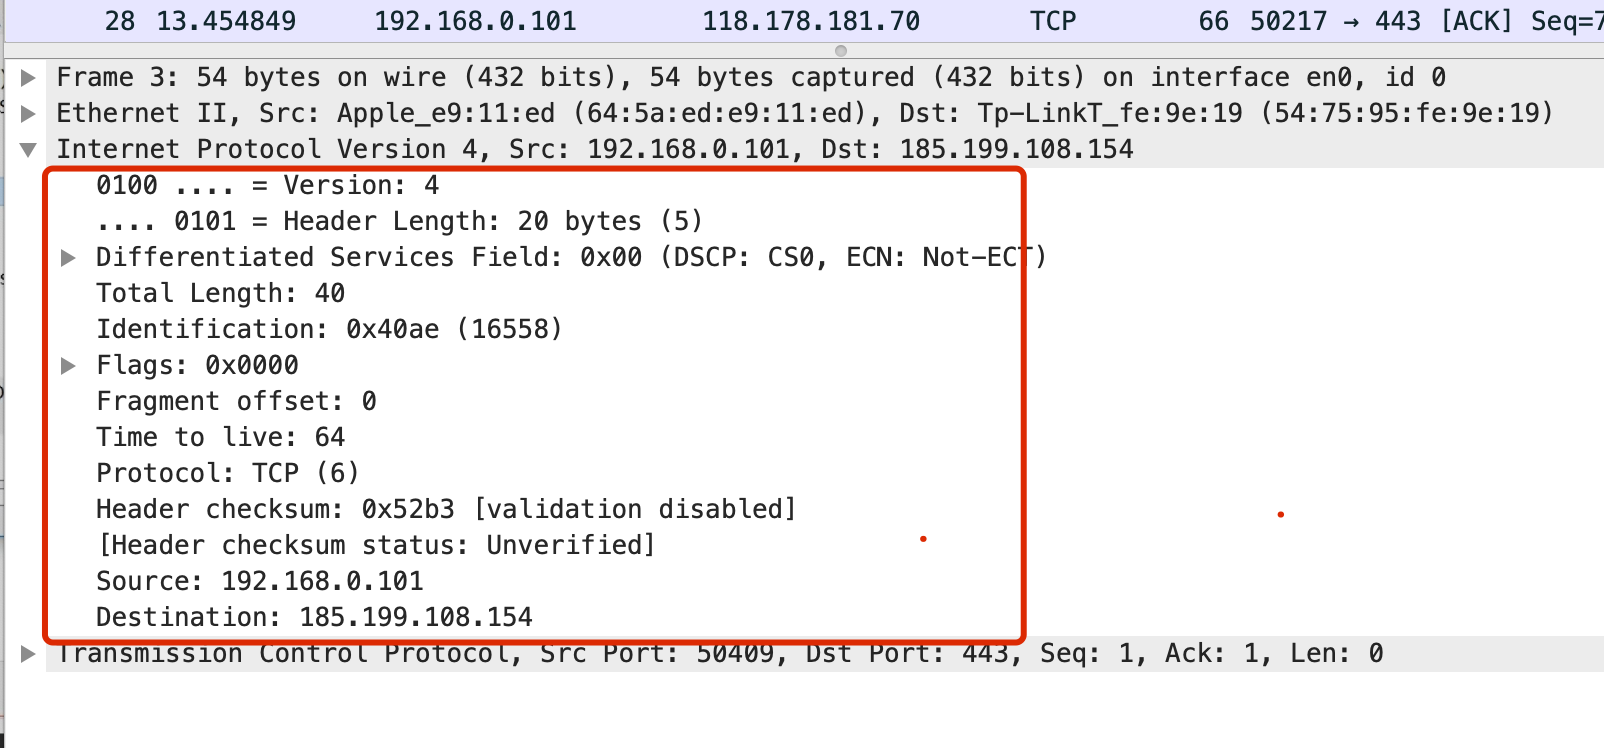 28 13.454849 192.168.0.101 118.178.181.70 TCP 66 50217 → 443 [ACK] Seq=7
Frame 3: 54 bytes on wire (432 bits), 54 bytes captured (432 bits) on interface en0, id 0
Ethernet II, Src: Apple_e9:11:ed (64:5a:ed:e9:11:ed), Dst: Tp-LinkT_fe:9e:19 (54:75:95:fe:9e:19)
Internet Protocol Version 4, Src: 192.168.0.101, Dst: 185.199.108.154
0100 .... = Version: 4
.... 0101 = Header Length: 20 bytes (5)
Differentiated Services Field: 0x00 (DSCP: CS0, ECN: Not-ECT)
Total Length: 40
Identification: 0x40ae (16558)
Flags: 0x0000
Fragment offset: 0
Time to live: 64
Protocol: TCP (6)
Header checksum: 0x52b3 [validation disabled]
[Header checksum status: Unverified]
Source: 192.168.0.101
Destination: 185.199.108.154
Transmission Control Protocol, Src Port: 50409, Dst Port: 443, Seq: 1, Ack: 1, Len: 0